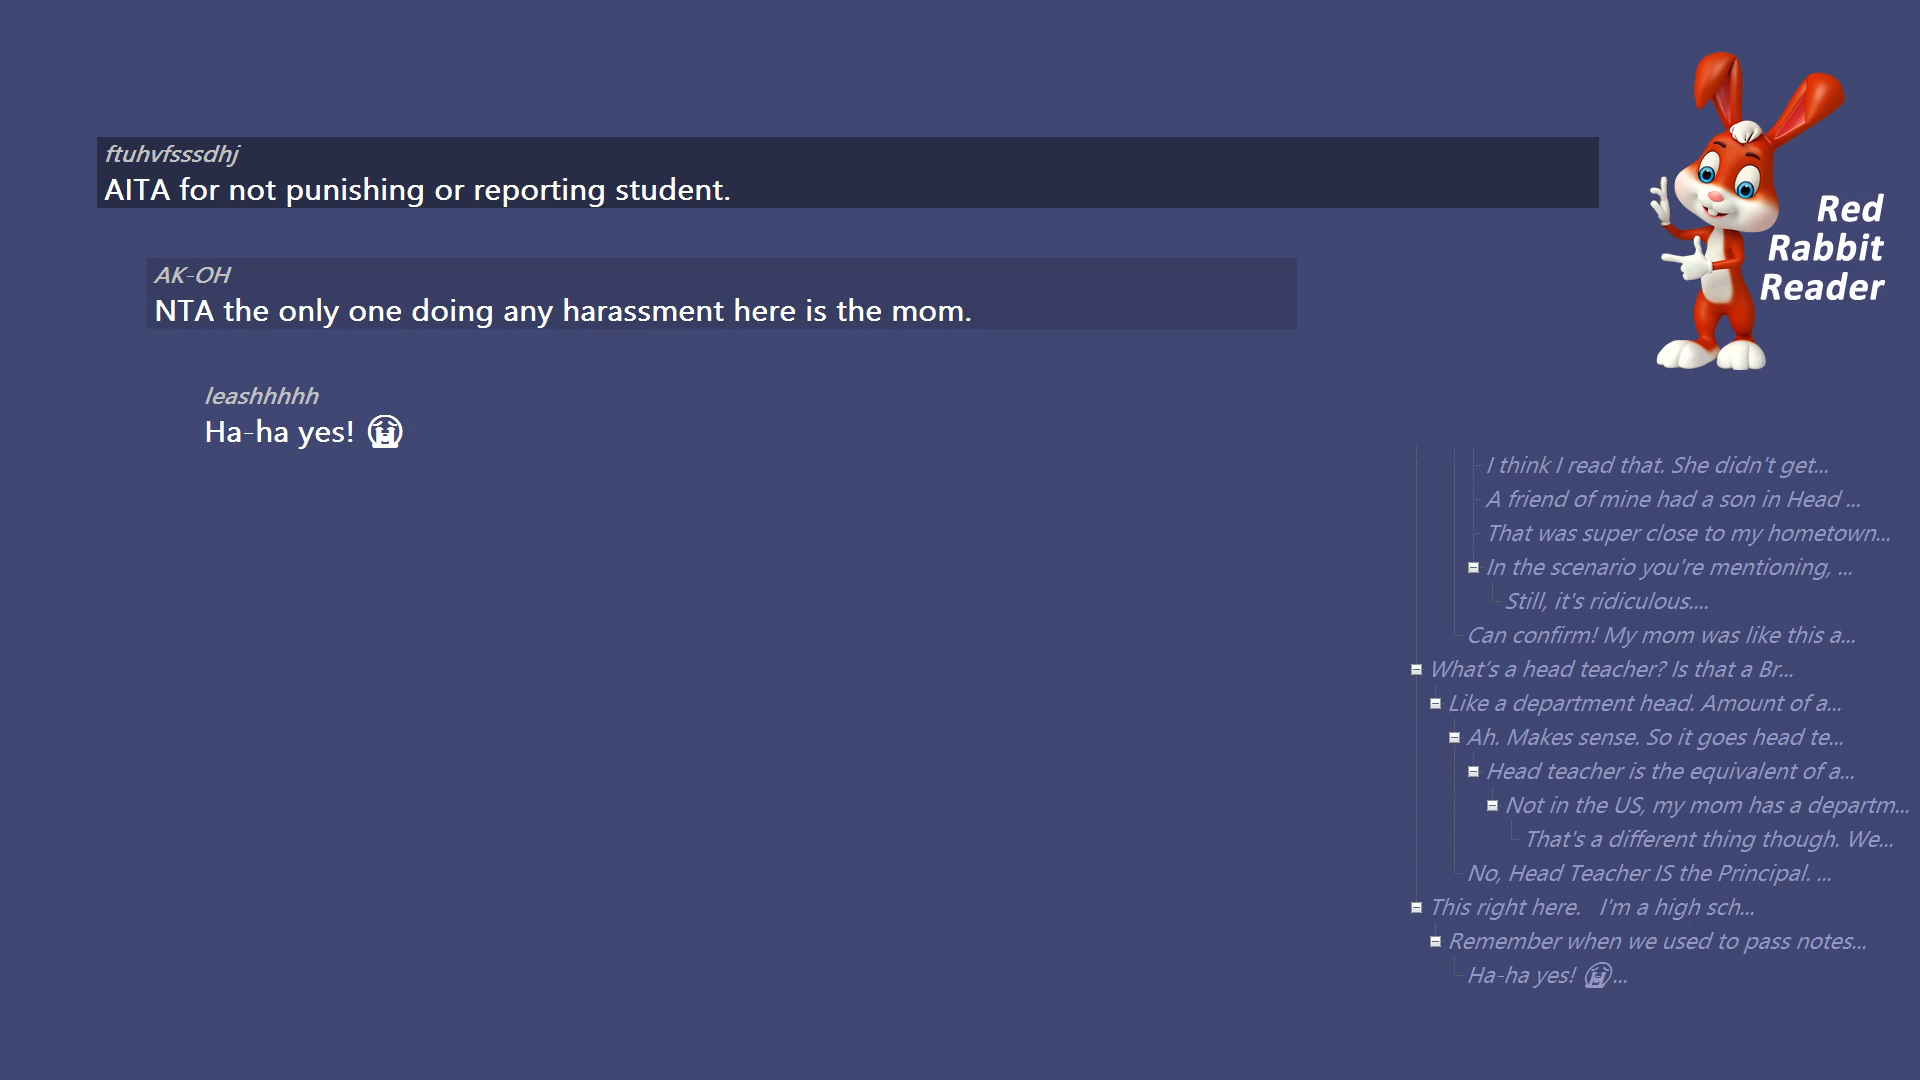 ftuhvfsssdhj
AITA for not punishing or reporting student.
AK-OH
NTA the only one doing any harassment here is the mom.
leashhhhh
Ha-ha yes! 😭
Red
Rabbit
Reader
I think I read that. She didn't get...
A friend of mine had a son in Head ...
That was super close to my hometown...
In the scenario you're mentioning, ...
Still, it's ridiculous....
Can confirm! My mom was like this a...
What’s a head teacher? Is that a Br...
Like a department head. Amount of a...
Ah. Makes sense. So it goes head te...
Head teacher is the equivalent of a...
Not in the US, my mom has a departm...
That's a different thing though. We...
No, Head Teacher IS the Principal. ...
This right here.   I'm a high sch...
Remember when we used to pass notes...
Ha-ha yes! 😭...